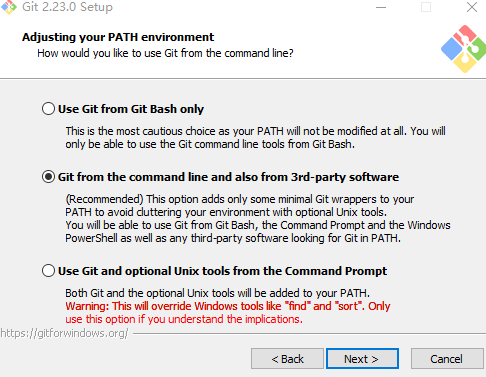 Git 2.23.0 Setup
Adjusting your PATH environment
How would you like to use Git from the command line?
Use Git from Git Bash only
This is the most cautious choice as your PATH will not be modified at all. You will
only be able to use the Git command line tools from Git Bash.
Git from the command line and also from 3rd-party software
(Recommended) This option adds only some minimal Git wrappers to your
PATH to avoid cluttering your environment with optional Unix tools.
You will be able to use Git from Git Bash, the Command Prompt and the Windows
PowerShell as well as any third-party software looking for Git in PATH.
Use Git and optional Unix tools from the Command Prompt
Both Git and the optional Unix tools will be added to your PATH.
Warning: This will override Windows tools like "find" and "sort". Only
use this option if you understand the implications.
https://gitforwindows.org/
< Back Next > Cancel